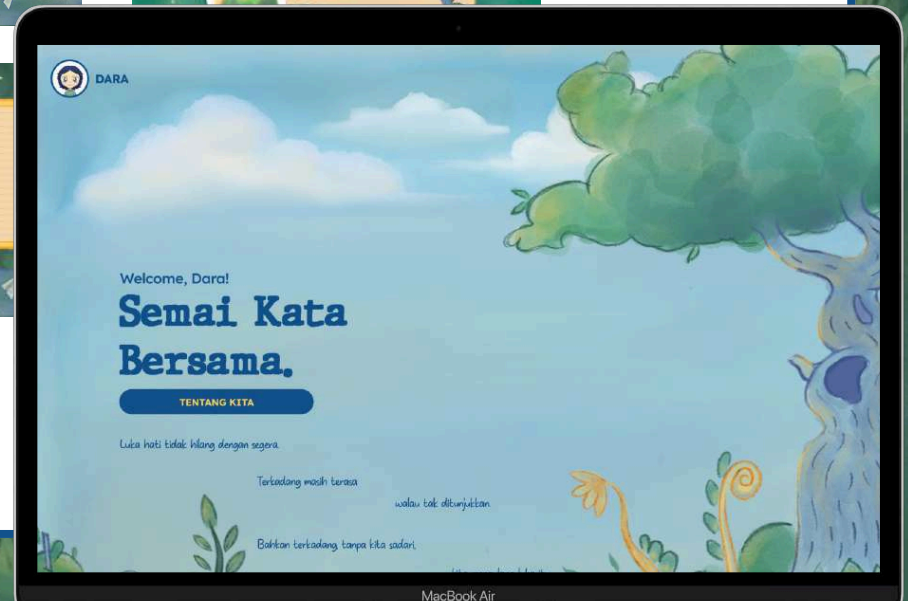 DARA
Welcome, Dara!
Semai Kata
Bersama.
TENTANG KITA
Luka hati tidak hilang dengan segera.
Terkadang masih terasa
walau tak ditunjukkan.
Bahkan terkadang, tanpa kita sadari,
MacBook Air